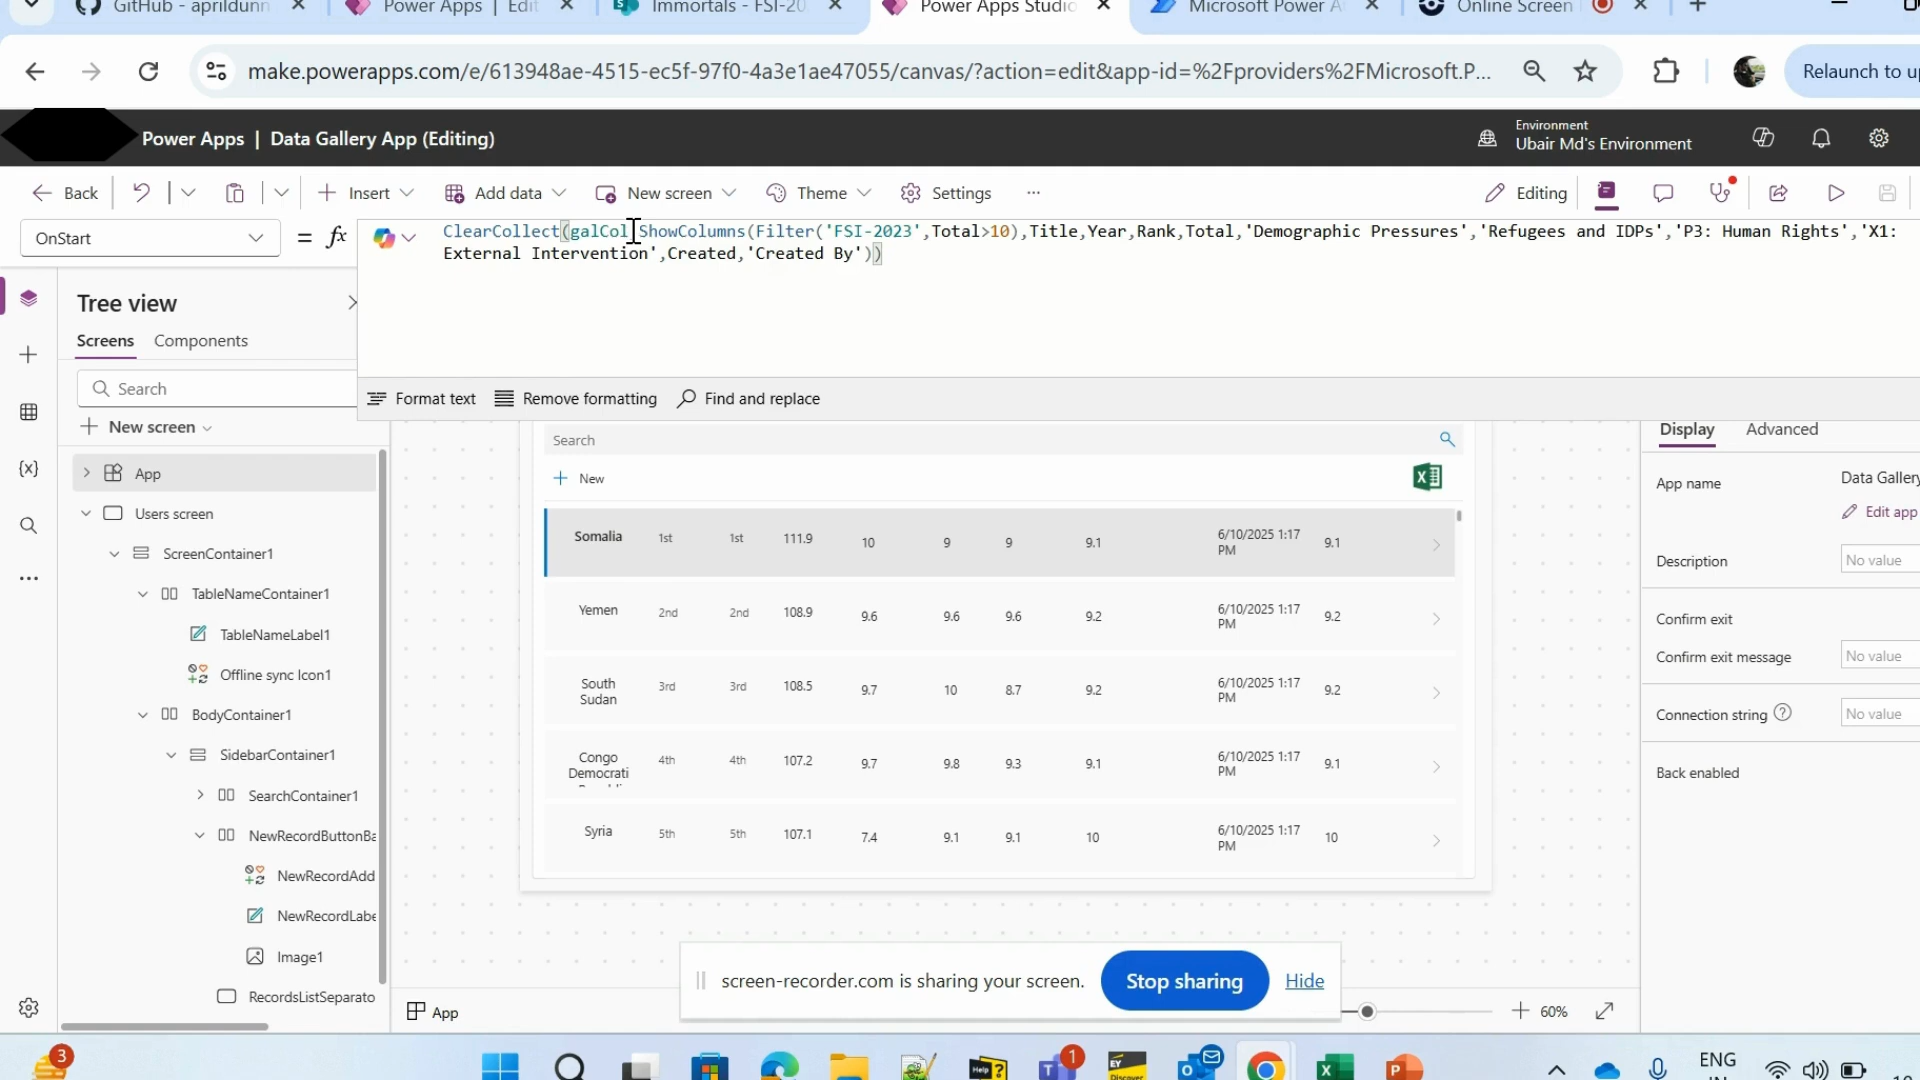 GitHub - aprildunn
Power Apps | Edit
Immortals - FSI-20
Power Apps Studio
Microsoft Power A
Online Screen
make.powerapps.com/e/613948ae-4515-ec5f-97f0-4a3e1ae47055/canvas/?action=edit&app-id=%2Fproviders%2FMicrosoft.P...
Relaunch to up
Power Apps | Data Gallery App (Editing)
Environment
Ubair Md's Environment
Back
Insert
Add data
New screen
Theme
Settings
Editing
OnStart
= fx
ClearCollect(galCol,ShowColumns(Filter('FSI-2023',Total>10),Title,Year,Rank,Total,'Demographic Pressures','Refugees and IDPs','P3: Human Rights','X1:
External Intervention',Created,'Created By'))
Format text
Remove formatting
Find and replace
Tree view
Screens
Components
Search
New screen
App
Users screen
ScreenContainer1
TableNameContainer1
TableNameLabel1
Offline sync Icon1
BodyContainer1
SidebarContainer1
SearchContainer1
NewRecordButtonBa
NewRecordAdd
NewRecordLabe
Image1
RecordsListSeparato
Search
New
Somalia 1st 1st 111.9 10 9 9 9.1 6/10/2025 1:17 9.1
PM
Yemen 2nd 2nd 108.9 9.6 9.6 9.6 9.2 6/10/2025 1:17 9.2
PM
South 3rd 3rd 108.5 9.7 10 8.7 9.2 6/10/2025 1:17 9.2
Sudan PM
Congo 4th 4th 107.2 9.7 9.8 9.3 9.1 6/10/2025 1:17 9.1
Democrati PM
Syria 5th 5th 107.1 7.4 9.1 9.1 10 6/10/2025 1:17 10
PM
Display
Advanced
App name
Data Gallery
Edit app
Description
No value
Confirm exit
Confirm exit message
No value
Connection string
No value
Back enabled
screen-recorder.com is sharing your screen.
Stop sharing
Hide
App
60%
3
Help ?
1
EY
Discover
ENG